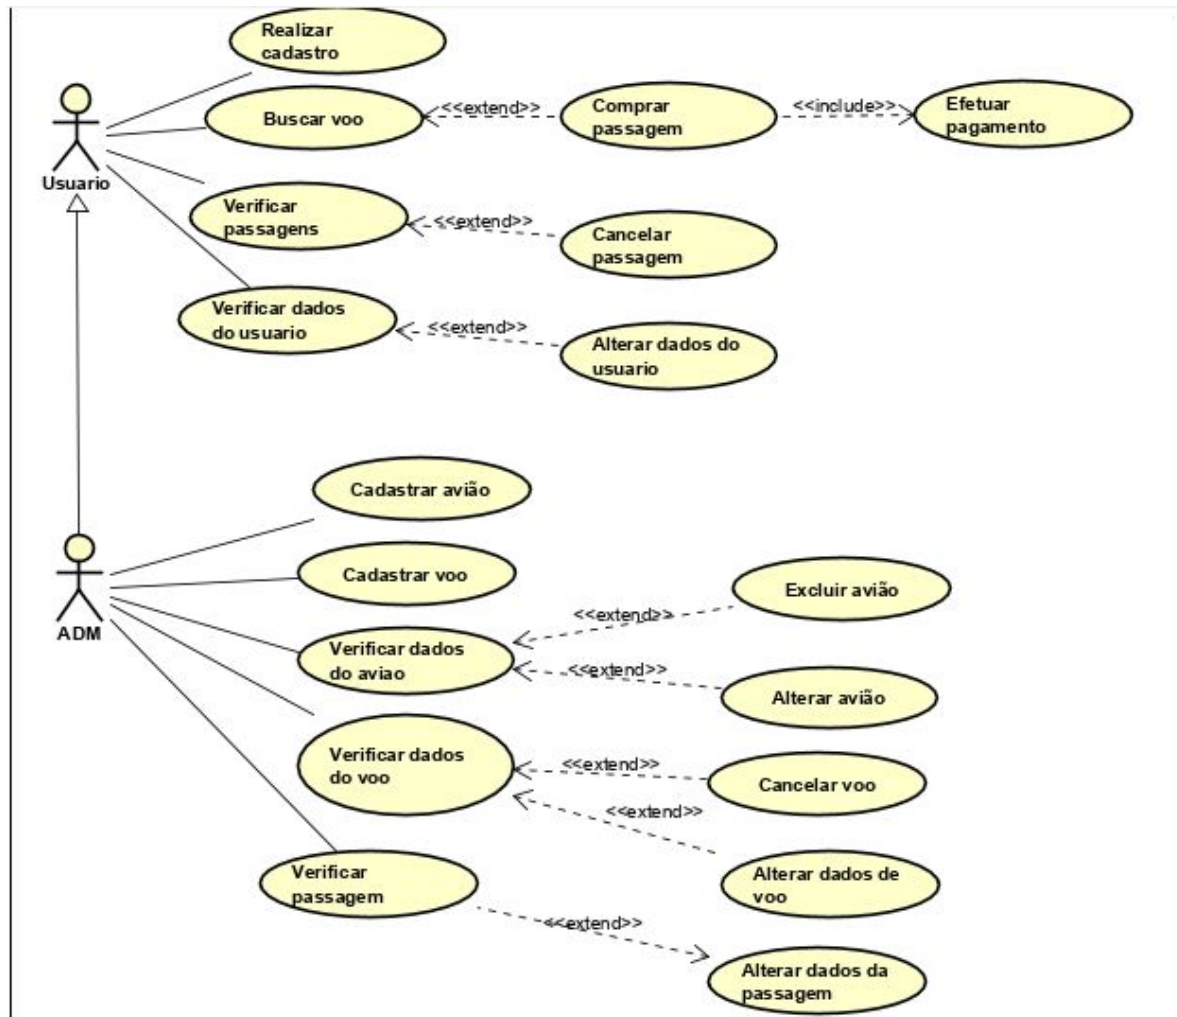 Realizar
cadastro
Buscar voo
<<extend>>
Comprar
passagem
<<include>>
Efetuar
pagamento
Usuario
Verificar
passagens
<<extend>>
Cancelar
passagem
Verificar dados
do usuario
<<extend>>
Alterar dados do
usuario
Cadastrar avião
Cadastrar voo
ADM
Verificar dados
do aviao
<<extend>>
Excluir avião
<<extend>>
Alterar avião
Verificar dados
do voo
<<extend>>
Cancelar voo
<<extend>>
Alterar dados de
voo
Verificar
passagem
<<extend>>
Alterar dados da
passagem